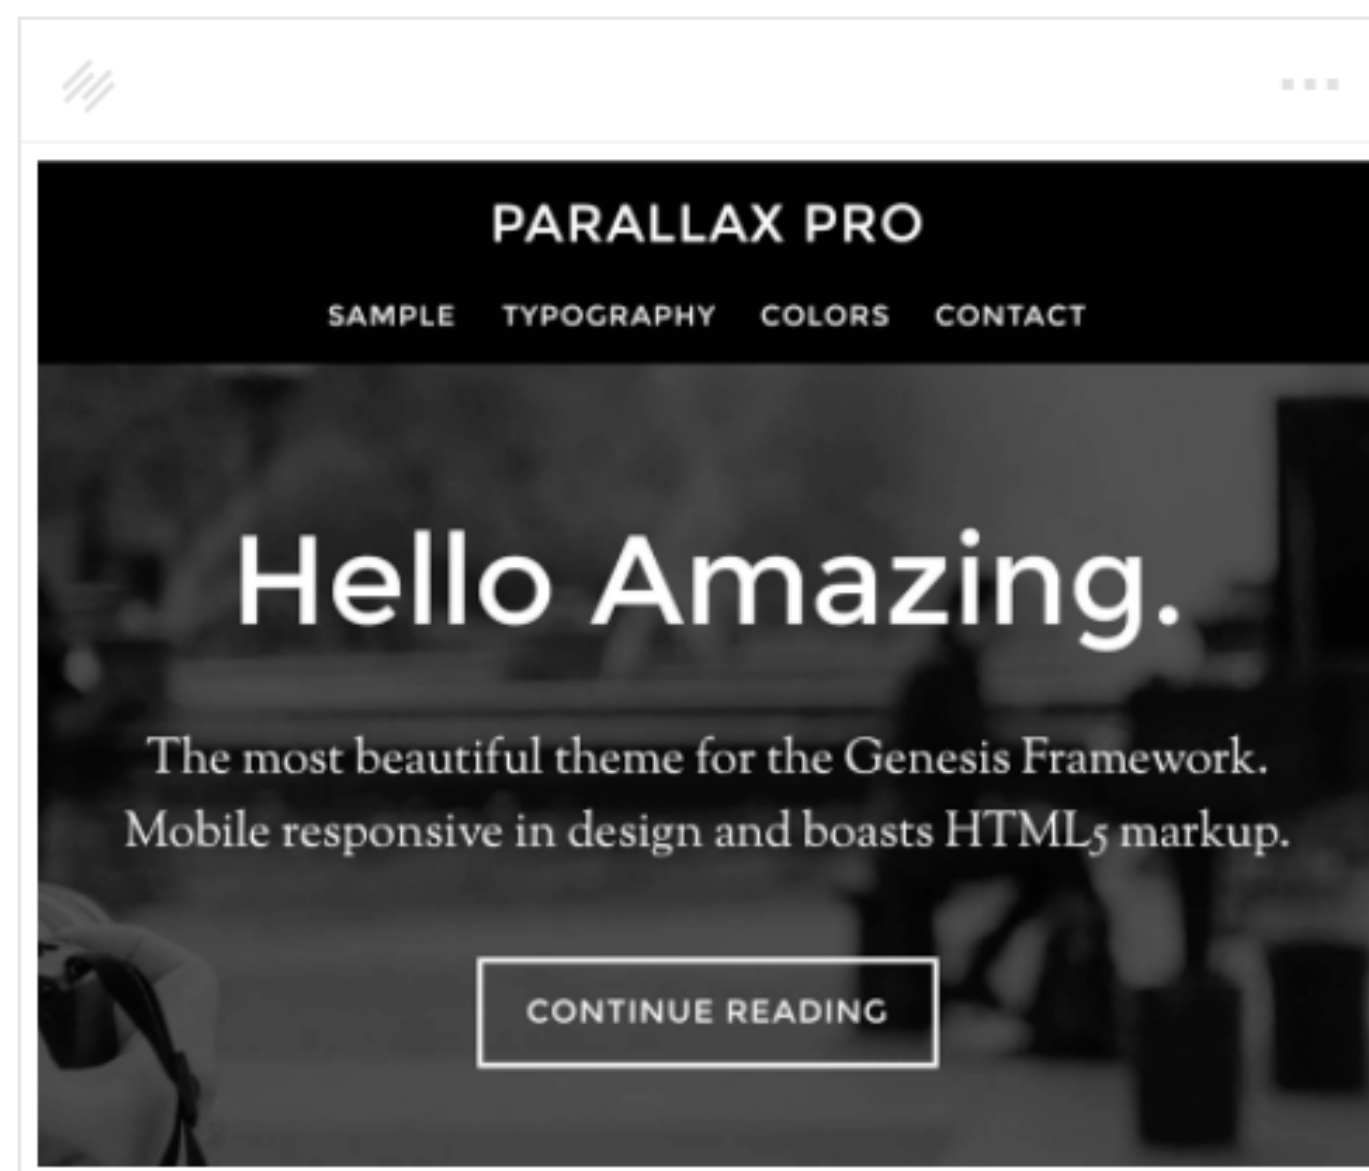 PARALLAX PRO
SAMPLE TYPOGRAPHY COLORS CONTACT
Hello Amazing.
The most beautiful theme for the Genesis Framework.
Mobile responsive in design and boasts HTML5 markup.
CONTINUE READING